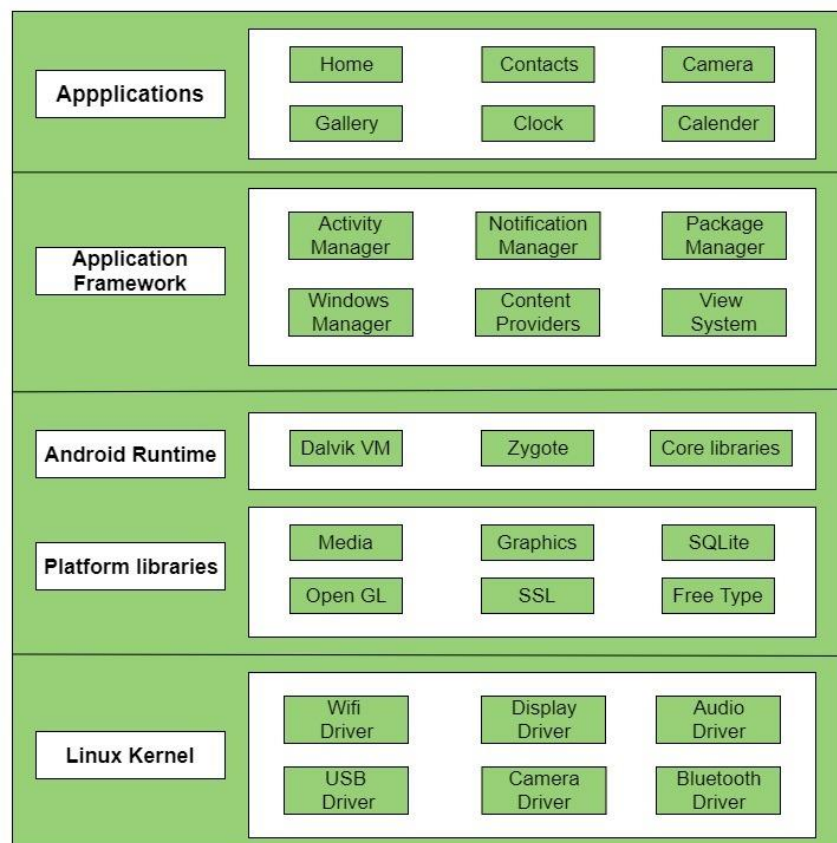 Appplications
Home
Contacts
Camera
Gallery
Clock
Calender
Application
Framework
Activity
Manager
Notification
Manager
Package
Manager
Windows
Manager
Content
Providers
View
System
Android Runtime
Dalvik VM
Zygote
Core libraries
Platform libraries
Media
Graphics
SQLite
Open GL
SSL
Free Type
Linux Kernel
Wifi
Driver
Display
Driver
Audio
Driver
USB
Driver
Camera
Driver
Bluetooth
Driver